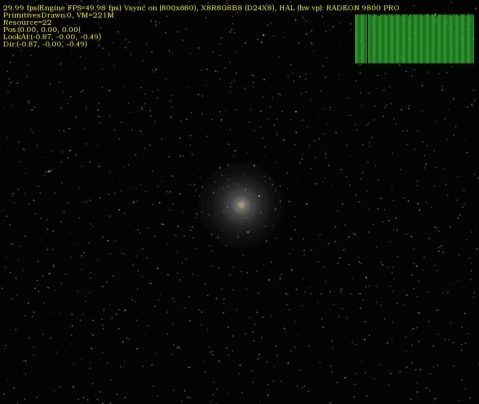 29.99 fps(Engine FPS=49.98 fps) Vsync on (800x680), X8R8G8B8 (D24X8), HAL (hw vp): RADEON 9800 PRO
PrimitivesDrawn:0, VM=221M
Resource=22
Pos:(0.00, 0.00, 0.00)
LookAt:(-0.87, -0.00, -0.49)
Dir:(-0.87, -0.00, -0.49)